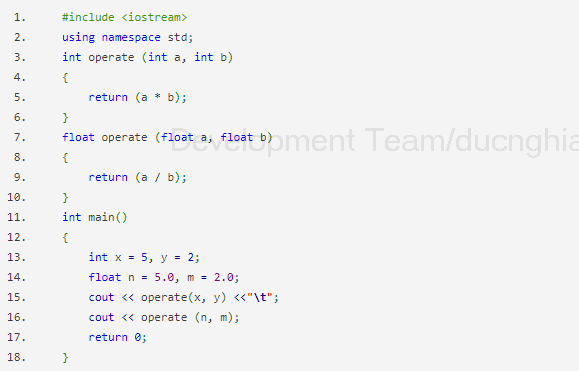 1. #include <iostream>
2. using namespace std;
3. int operate (int a, int b)
4. {
5. return (a * b);
6. }
7. float operate (float a, float b)
Development Team/ducnghia
8. {
9. return (a / b);
10. }
11. int main()
12. {
13. int x = 5, y = 2;
14. float n = 5.0, m = 2.0;
15. cout << operate(x, y) <<"\t";
16. cout << operate (n, m);
17. return 0;
18. }